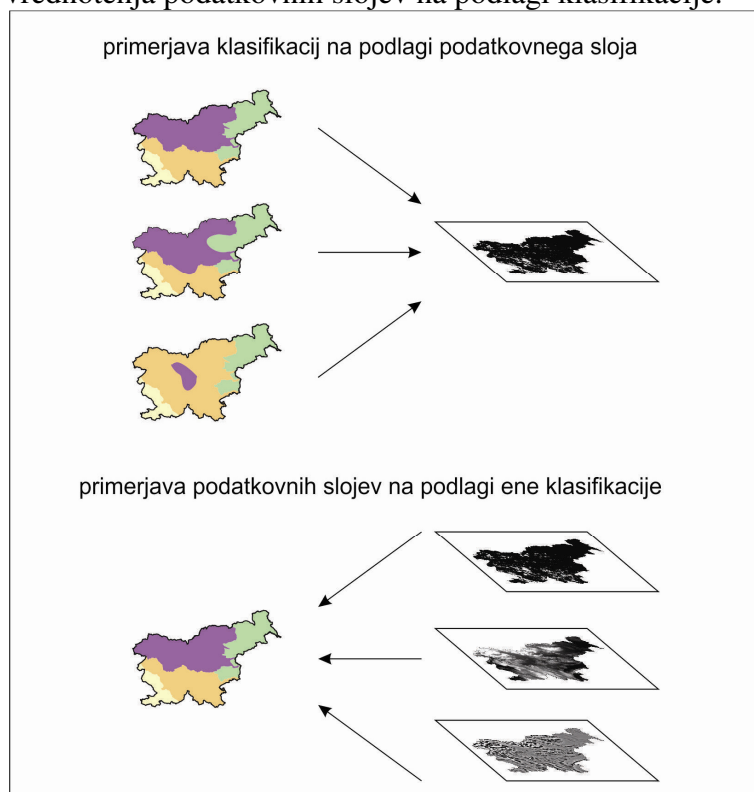 vrednotenja podatkovnih slojev na podlagi klasifikacije.
primerjava klasifikacij na podlagi podatkovnega sloja
primerjava podatkovnih slojev na podlagi ene klasifikacije